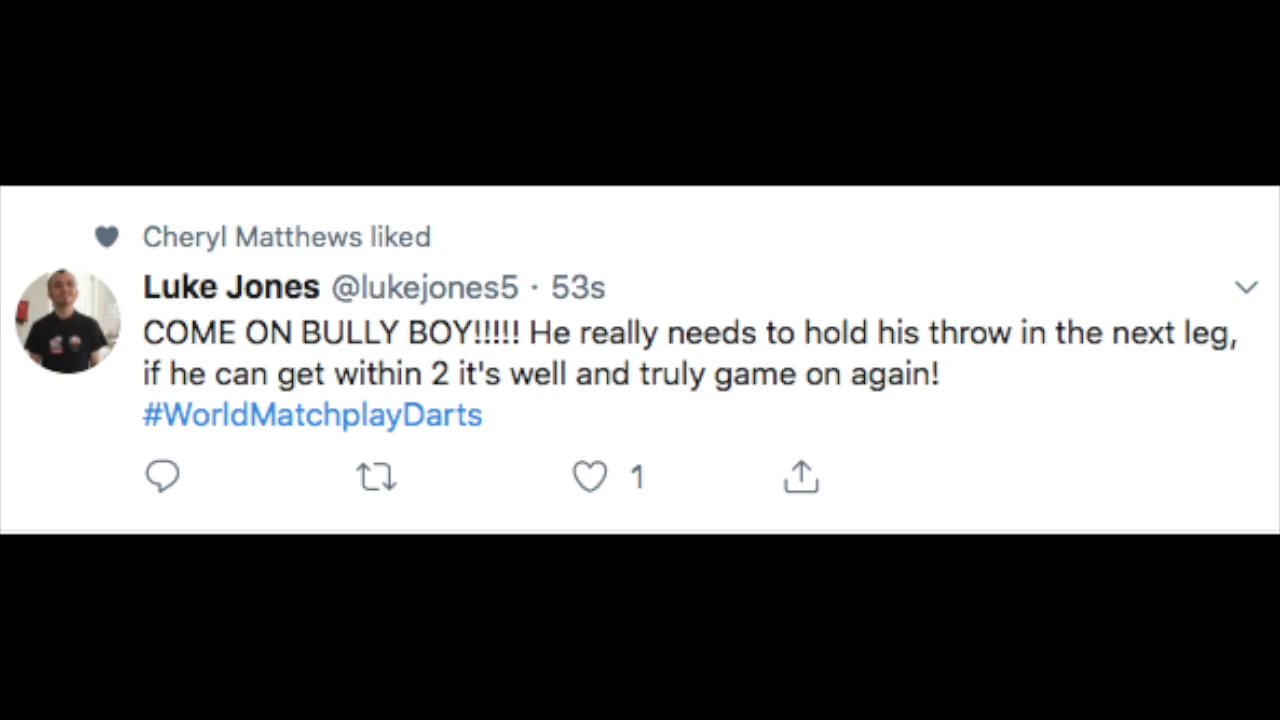 Cheryl Matthews liked
Luke Jones @lukejones5 · 53s
COME ON BULLY BOY!!!!! He really needs to hold his throw in the next leg,
if he can get within 2 it's well and truly game on again!
#WorldMatchplayDarts
1